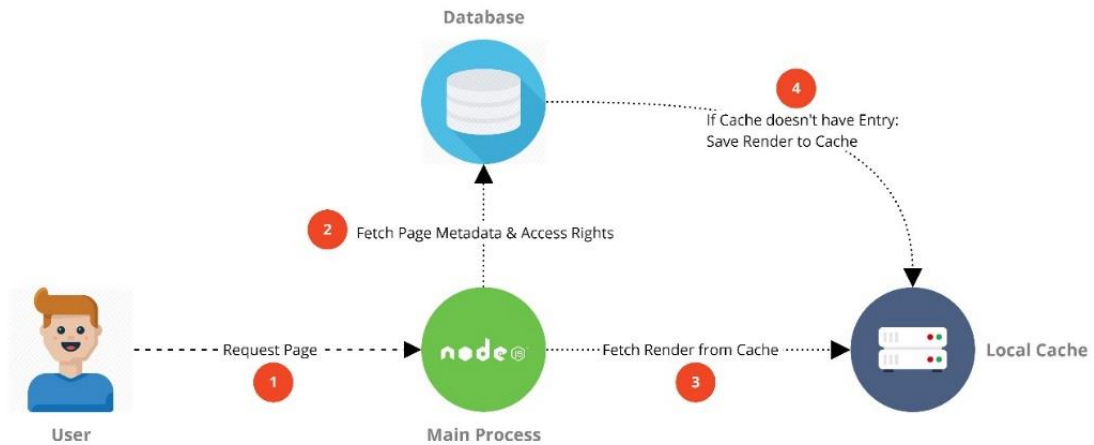 Database
4
If Cache doesn't have Entry:
Save Render to Cache
2
Fetch Page Metadata & Access Rights
Request Page
node JS
Fetch Render from Cache
Local Cache
1
3
User
Main Process